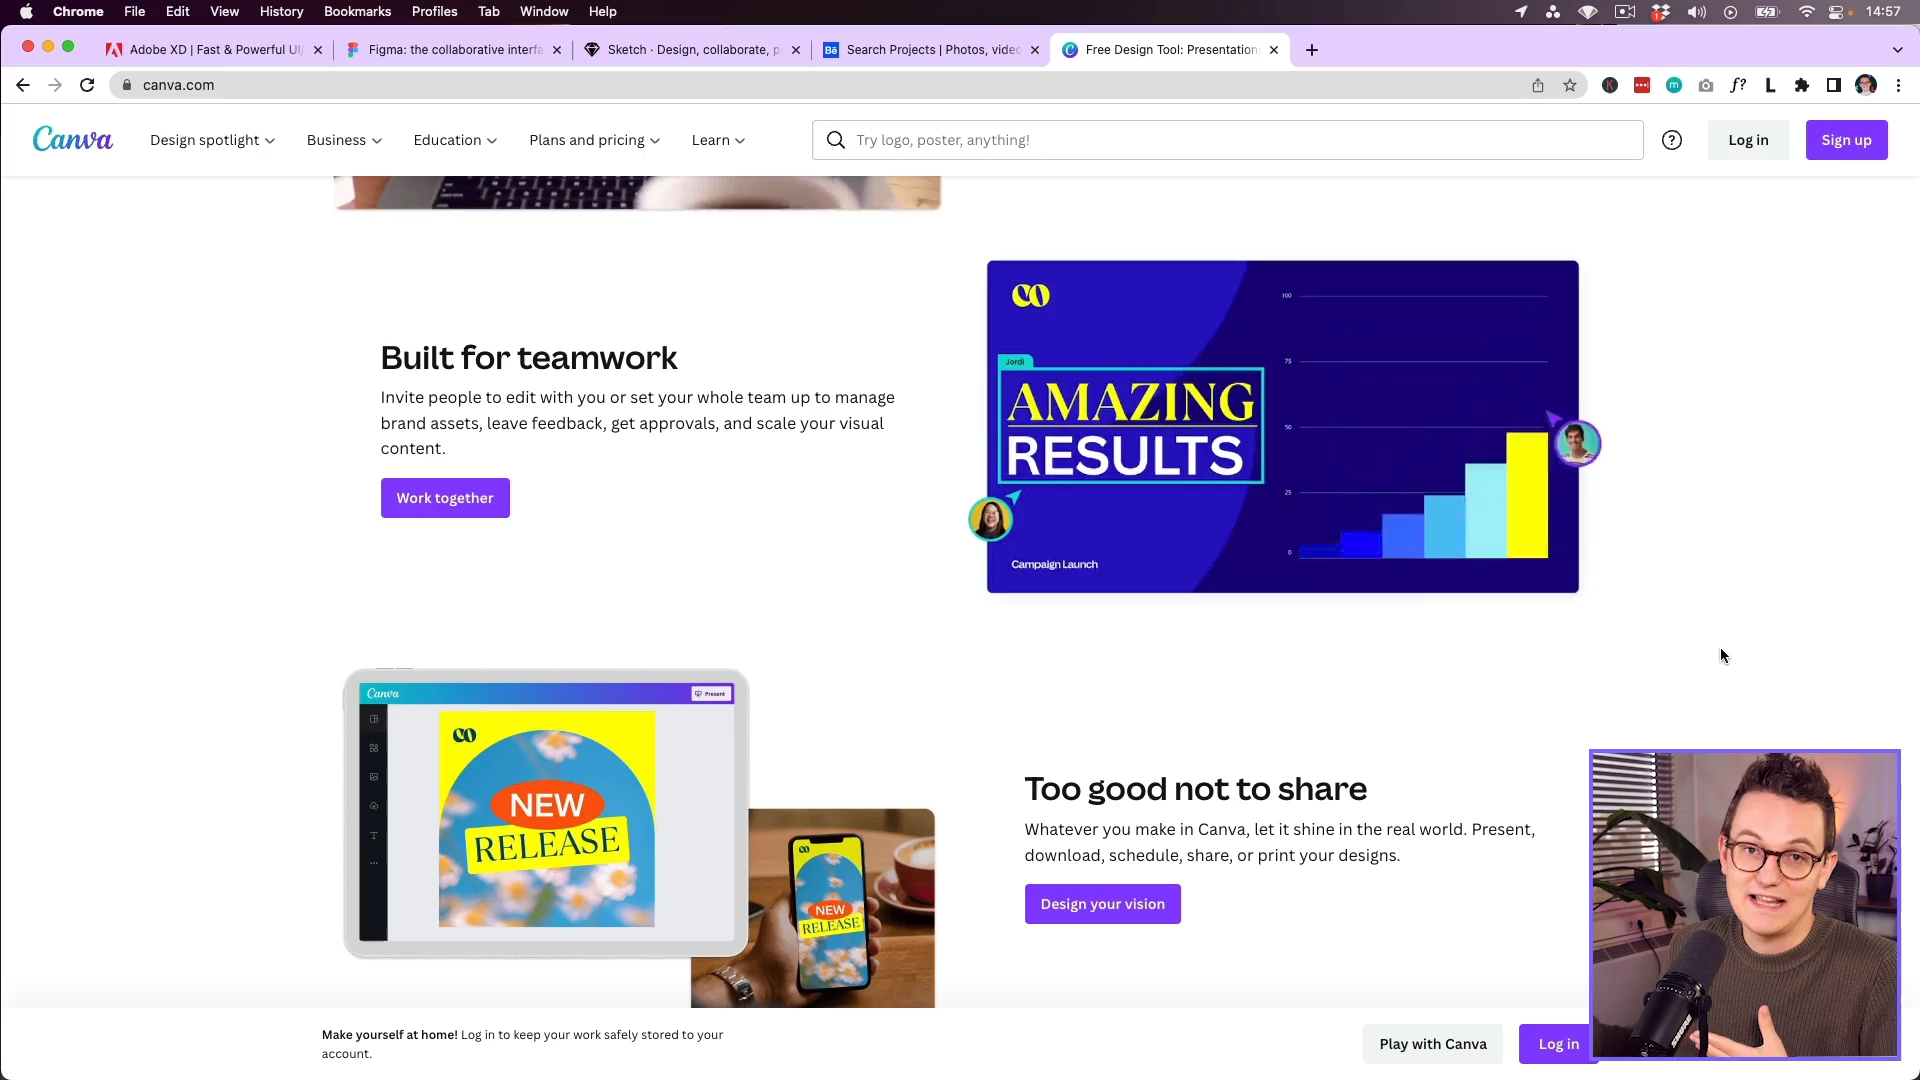 Chrome File Edit View History Bookmarks Profiles Tab Window Help
14:57
Adobe XD | Fast & Powerful UI/
Figma: the collaborative interfa
Sketch · Design, collaborate, p
Bē Search Projects | Photos, video
Free Design Tool: Presentation
canva.com
Canva
Design spotlight
Business
Education
Plans and pricing
Learn
Try logo, poster, anything!
Log in
Sign up
Built for teamwork
Invite people to edit with you or set your whole team up to manage
brand assets, leave feedback, get approvals, and scale your visual
content.
Work together
CO
Jordi
AMAZING
RESULTS
Campaign Launch
100
75
50
25
0
Canva
Present
CO
NEW
RELEASE
NEW
RELEASE
Too good not to share
Whatever you make in Canva, let it shine in the real world. Present,
download, schedule, share, or print your designs.
Design your vision
Make yourself at home! Log in to keep your work safely stored to your
account.
Play with Canva
Log in
SHURE